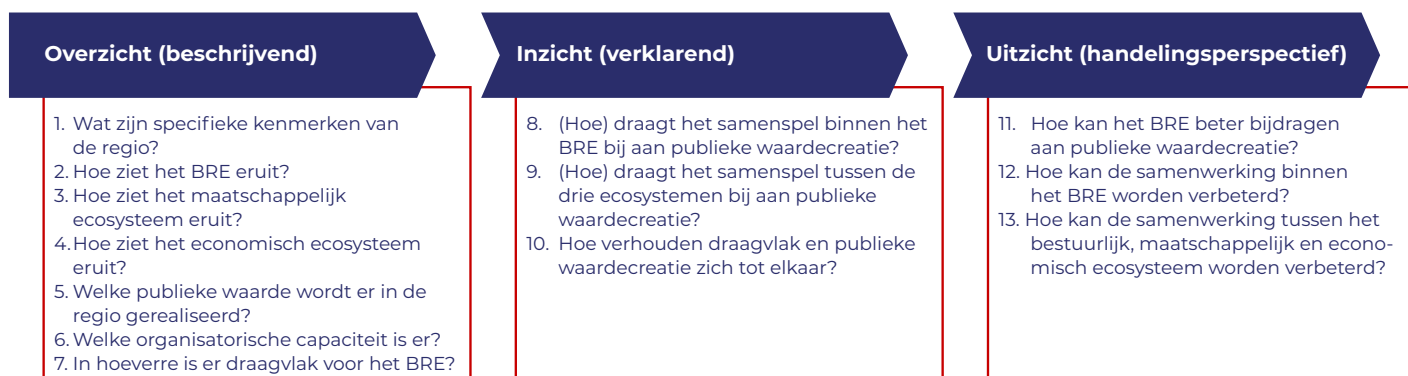 Overzicht (beschrijvend)
1. Wat zijn specifieke kenmerken van
de regio?
2. Hoe ziet het BRE eruit?
3. Hoe ziet het maatschappelijk
ecosysteem eruit?
4. Hoe ziet het economisch ecosysteem
eruit?
5. Welke publieke waarde wordt er in de
regio gerealiseerd?
6. Welke organisatorische capaciteit is er?
7. In hoeverre is er draagvlak voor het BRE?
Inzicht (verklarend)
8. (Hoe) draagt het samenspel binnen het
BRE bij aan publieke waardecreatie?
9. (Hoe) draagt het samenspel tussen de
drie ecosystemen bij aan publieke
waardecreatie?
10. Hoe verhouden draagvlak en publieke
waardecreatie zich tot elkaar?
Uitzicht (handelingsperspectief)
11. Hoe kan het BRE beter bijdragen
aan publieke waardecreatie?
12. Hoe kan de samenwerking binnen
het BRE worden verbeterd?
13. Hoe kan de samenwerking tussen het
bestuurlijk, maatschappelijk en econo-
misch ecosysteem worden verbeterd?